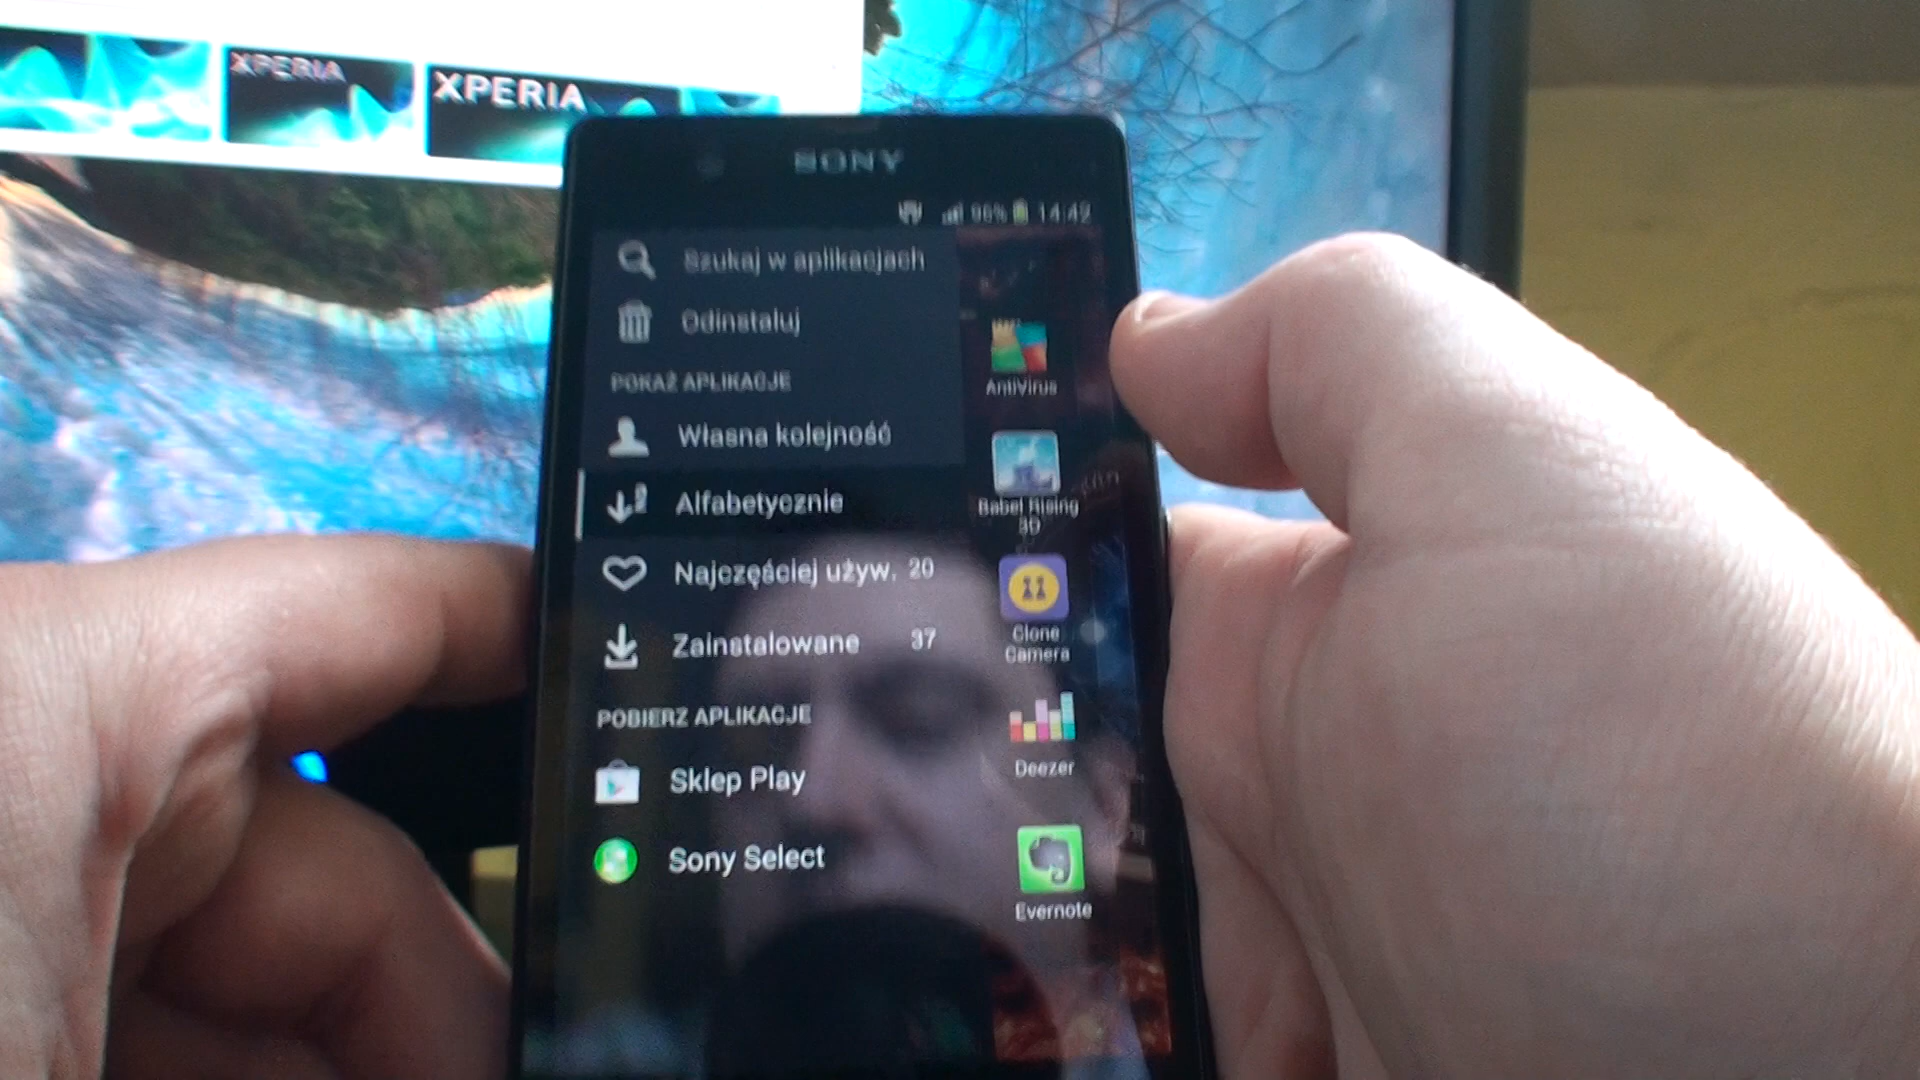 XPERIA
XPERIA
SONY
96% 14:42
Szukaj w aplikacjach
Odinstaluj
POKAŻ APLIKACJE
Własna kolejność
Alfabetycznie
Najczęściej używ. 20
Zainstalowane 37
POBIERZ APLIKACJE
Sklep Play
Sony Select
AntiVirus
Babel Rising
3D
Clone
Camera
Deezer
Evernote